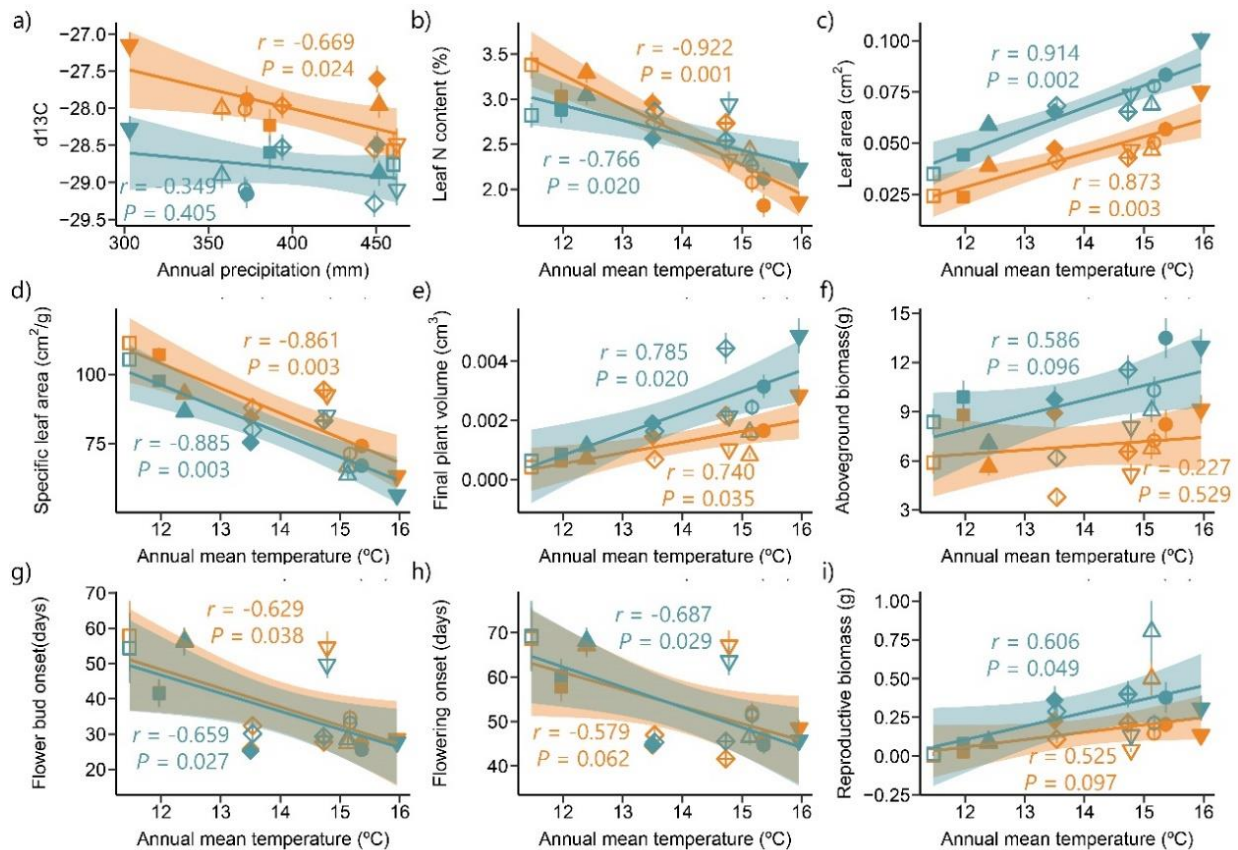 a)
−27.0
−27.5
−28.0
−28.5
−29.0
−29.5
d13C
r = -0.669
P = 0.024
r = -0.349
P = 0.405
300
350
400
450
Annual precipitation (mm)
b)
3.5
3.0
2.5
2.0
Leaf N content (%)
r = -0.922
P = 0.001
r = -0.766
P = 0.020
12
13
14
15
16
Annual mean temperature (ºC)
c)
0.100
0.075
0.050
0.025
Leaf area (cm²)
r = 0.914
P = 0.002
r = 0.873
P = 0.003
12
13
14
15
16
Annual mean temperature (ºC)
d)
100
75
Specific leaf area (cm²/g)
r = -0.861
P = 0.003
r = -0.885
P = 0.003
12
13
14
15
16
Annual mean temperature (ºC)
e)
0.004
0.002
0.000
Final plant volume (cm³)
r = 0.785
P = 0.020
r = 0.740
P = 0.035
12
13
14
15
16
Annual mean temperature (ºC)
f)
15
12
9
6
3
Aboveground biomass(g)
r = 0.586
P = 0.096
r = 0.227
P = 0.529
12
13
14
15
16
Annual mean temperature (ºC)
g)
70
60
50
40
30
20
Flower bud onset(days)
r = -0.629
P = 0.038
r = -0.659
P = 0.027
12
13
14
15
16
Annual mean temperature (ºC)
h)
70
60
50
40
Flowering onset (days)
r = -0.687
P = 0.029
r = -0.579
P = 0.062
12
13
14
15
16
Annual mean temperature (ºC)
i)
1.00
0.75
0.50
0.25
0.00
−0.25
Reproductive biomass (g)
r = 0.606
P = 0.049
r = 0.525
P = 0.097
12
13
14
15
16
Annual mean temperature (ºC)